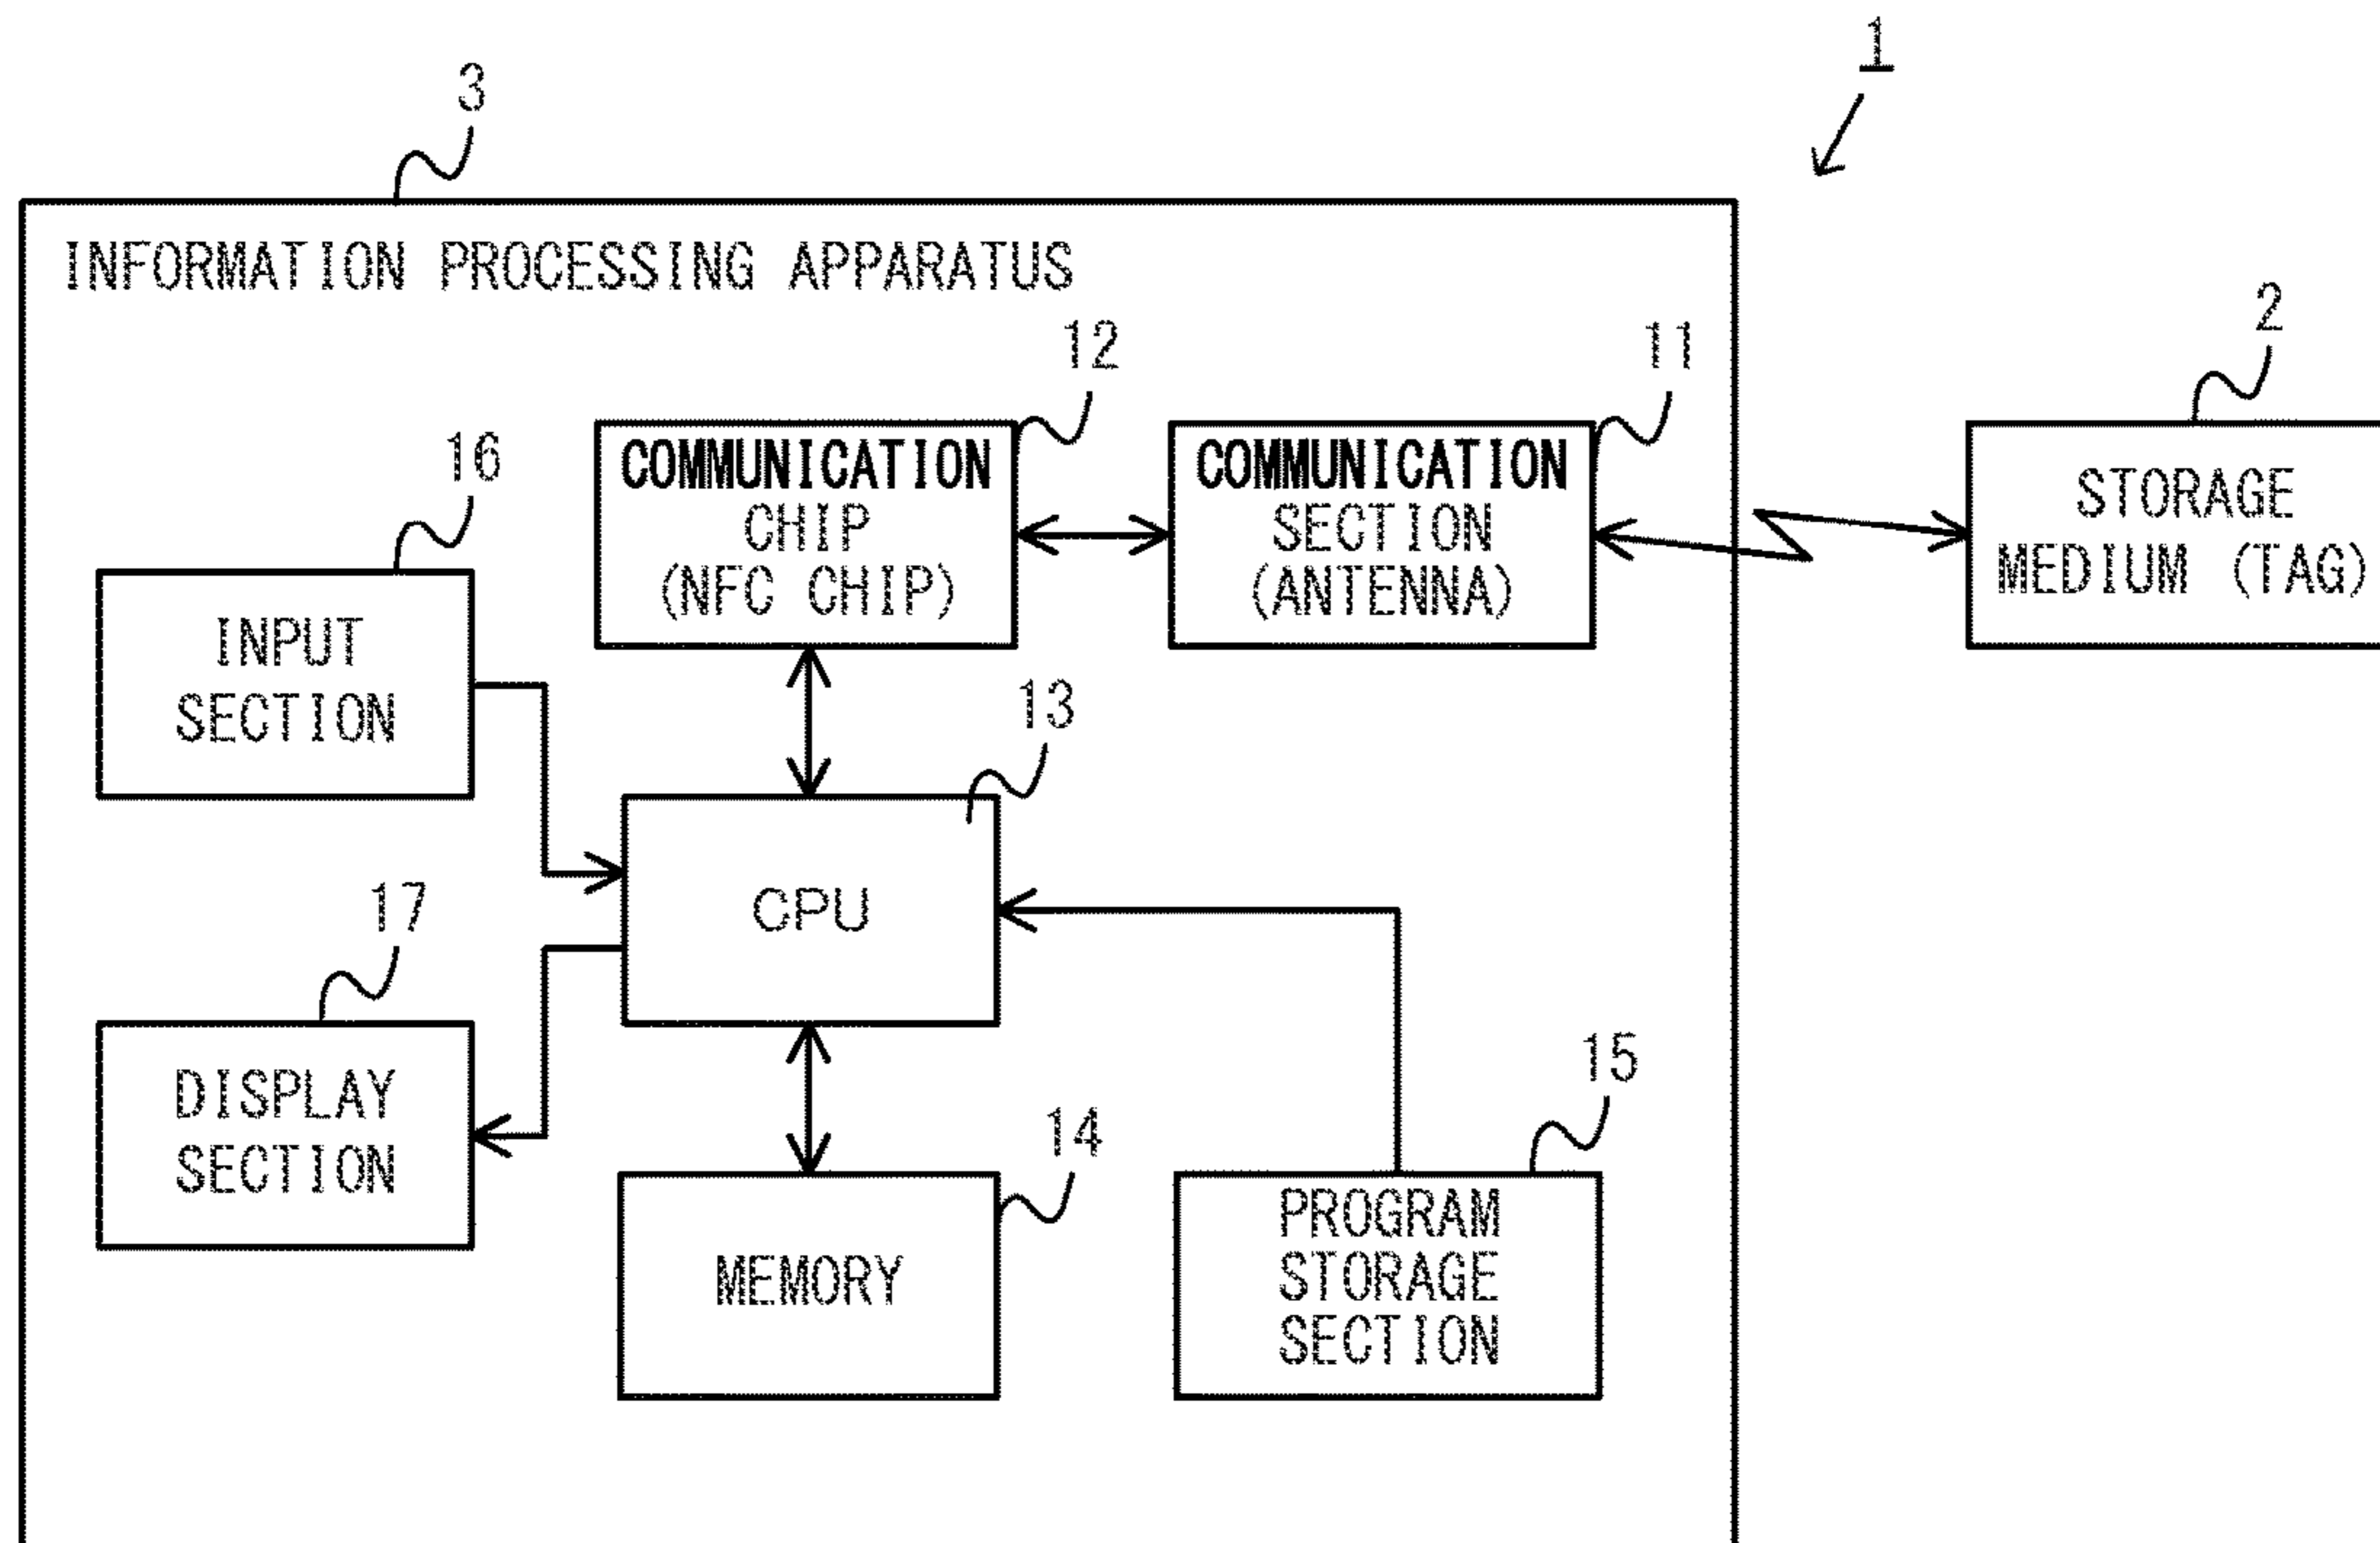 1
3
INFORMATION PROCESSING APPARATUS
2
12
11
COMMUNICATION
CHIP
(NFC CHIP)
COMMUNICATION
SECTION
(ANTENNA)
STORAGE
MEDIUM (TAG)
16
INPUT
SECTION
13
CPU
17
DISPLAY
SECTION
14
MEMORY
15
PROGRAM
STORAGE
SECTION